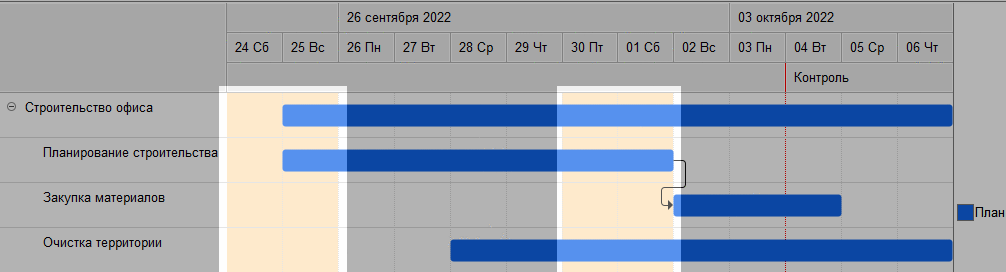 26 сентября 2022 03 октября 2022
24 Сб 25 Вс 26 Пн 27 Вт 28 Ср 29 Чт 30 Пт 01 Сб 02 Вс 03 Пн 04 Вт 05 Ср 06 Чт
Контроль
Строительство офиса
Планирование строительства
Закупка материалов
План
Очистка территории